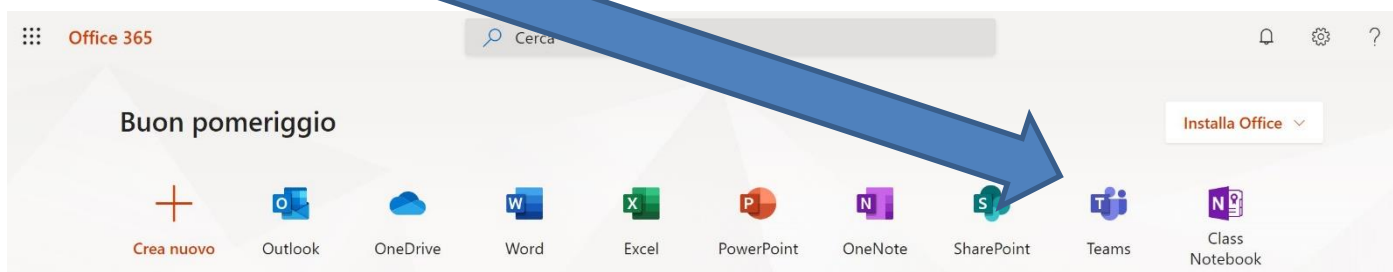 Office 365
Cerca
Buon pomeriggio
Installa Office
Crea nuovo
Outlook
OneDrive
Word
Excel
PowerPoint
OneNote
SharePoint
Teams
Class
Notebook